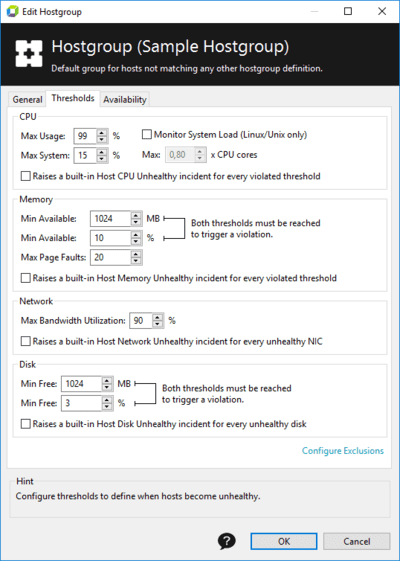 Edit Hostgroup
Hostgroup (Sample Hostgroup)
Default group for hosts not matching any other hostgroup definition.
General Thresholds Availability
CPU
Max Usage: 99 % Monitor System Load (Linux/Unix only)
Max System: 15 % Max: 0,80 x CPU cores
Raises a built-in Host CPU Unhealthy incident for every violated threshold
Memory
Min Available: 1024 MB
Both thresholds must be reached
to trigger a violation.
Min Available: 10 %
Max Page Faults: 20
Raises a built-in Host Memory Unhealthy incident for every violated threshold
Network
Max Bandwidth Utilization: 90 %
Raises a built-in Host Network Unhealthy incident for every unhealthy NIC
Disk
Min Free: 1024 MB
Both thresholds must be reached
to trigger a violation.
Min Free: 3 %
Raises a built-in Host Disk Unhealthy incident for every unhealthy disk
Configure Exclusions
Hint
Configure thresholds to define when hosts become unhealthy.
? OK Cancel